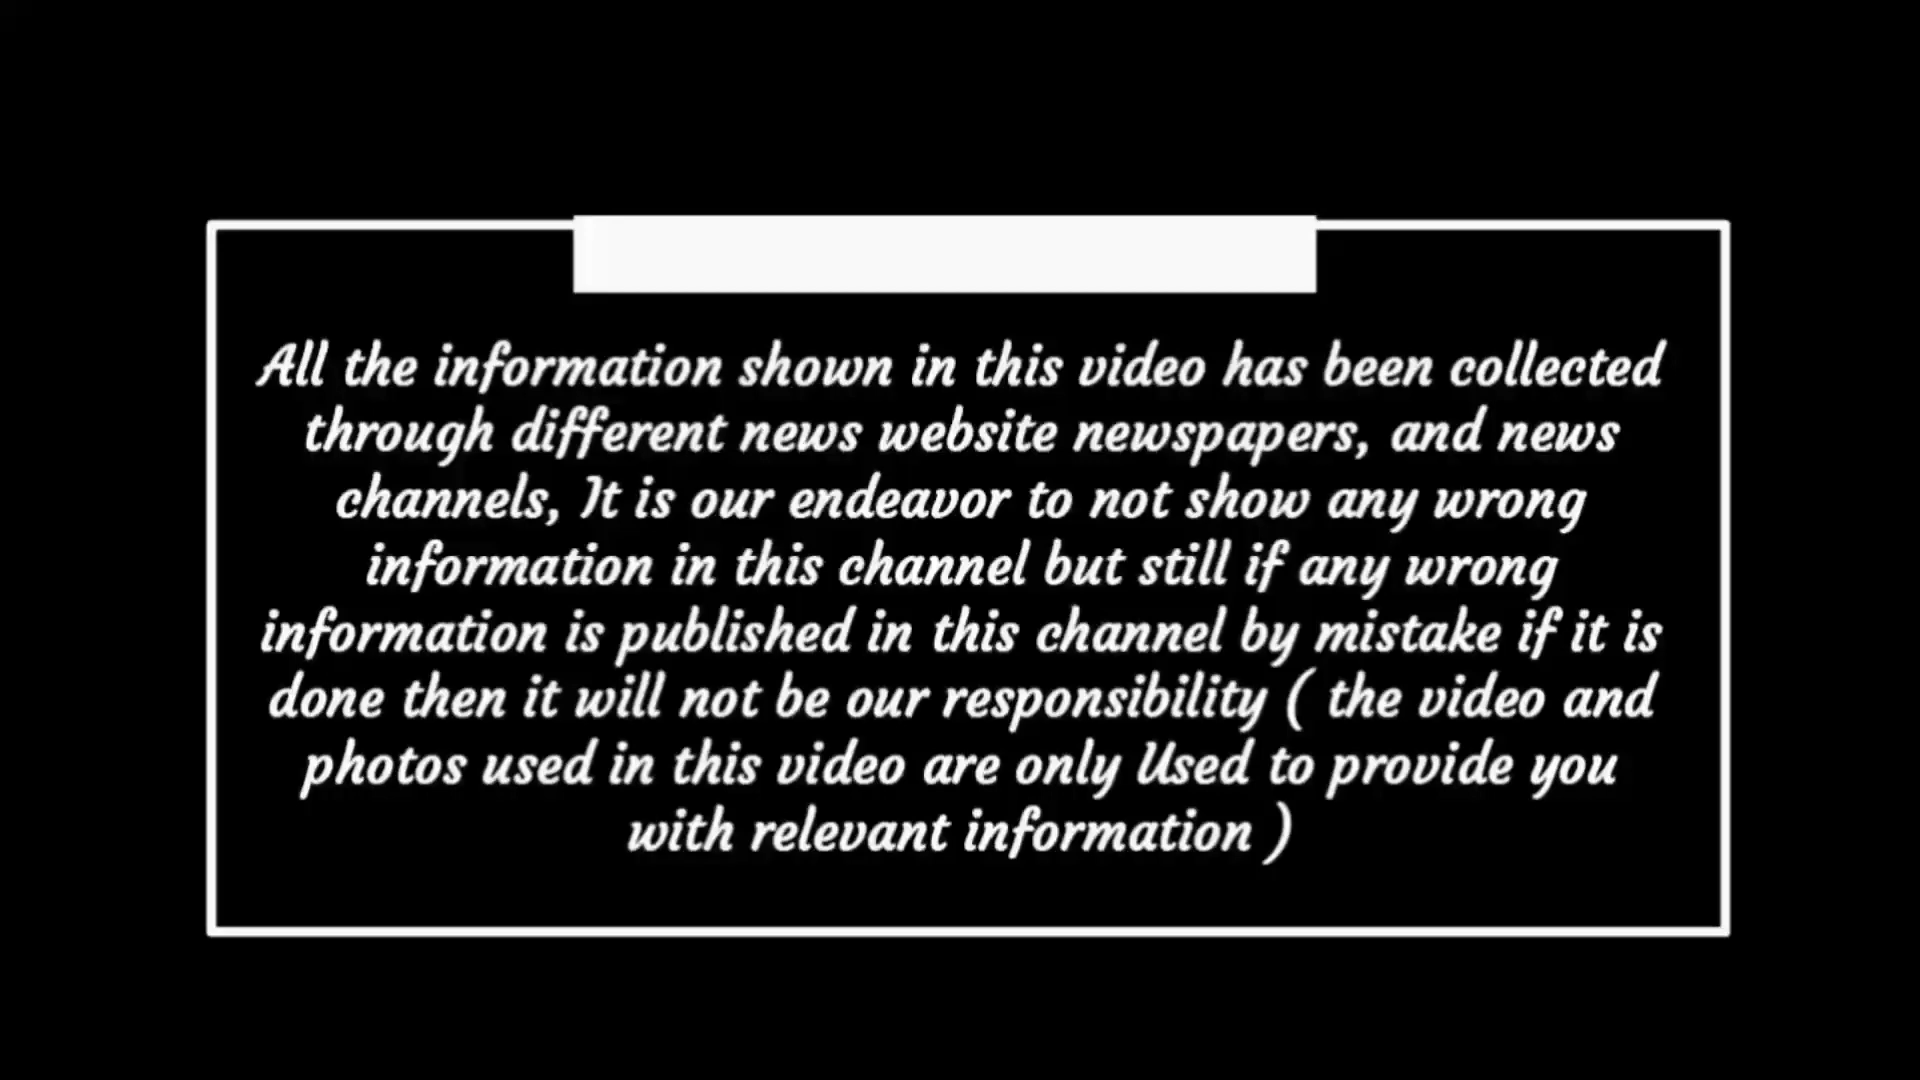 All the information shown in this video has been collected
through different news website newspapers, and news
channels, It is our endeavor to not show any wrong
information in this channel but still if any wrong
information is published in this channel by mistake if it is
done then it will not be our responsibility ( the video and
photos used in this video are only Used to provide you
with relevant information )